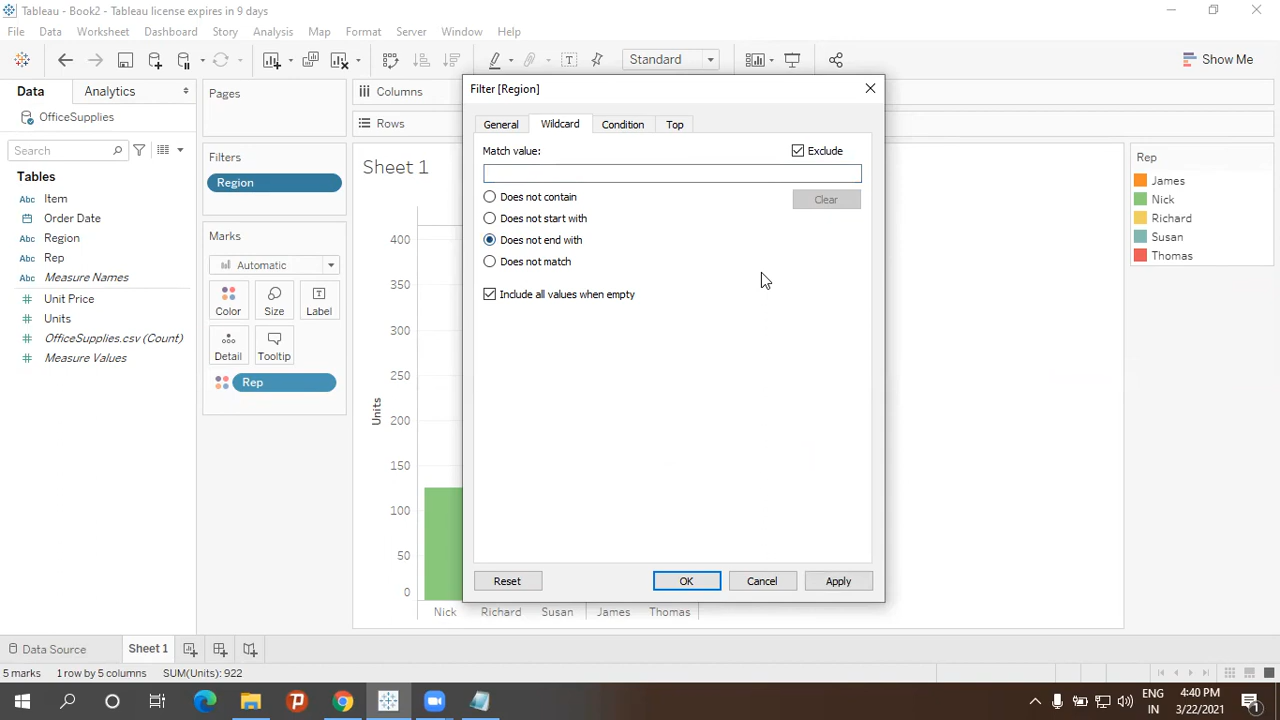 Tableau - Book2 - Tableau license expires in 9 days
File Data Worksheet Dashboard Story Analysis Map Format Server Window Help
Standard
Show Me
Data
Analytics
OfficeSupplies
Search
Tables
Item
Order Date
Region
Rep
Measure Names
Unit Price
Units
OfficeSupplies.csv (Count)
Measure Values
Pages
Filters
Region
Marks
Automatic
Color Size Label
Detail Tooltip
Rep
Columns
Rows
Sheet 1
400
350
300
250
200
150
100
50
0
Units
Nick Richard Susan James Thomas
Filter [Region]
General Wildcard Condition Top
Match value:
Exclude
Does not contain
Clear
Does not start with
Does not end with
Does not match
Include all values when empty
Reset OK Cancel Apply
Rep
James
Nick
Richard
Susan
Thomas
Data Source Sheet 1
5 marks 1 row by 5 columns SUM(Units): 922
ENG
IN
4:40 PM
3/22/2021
1